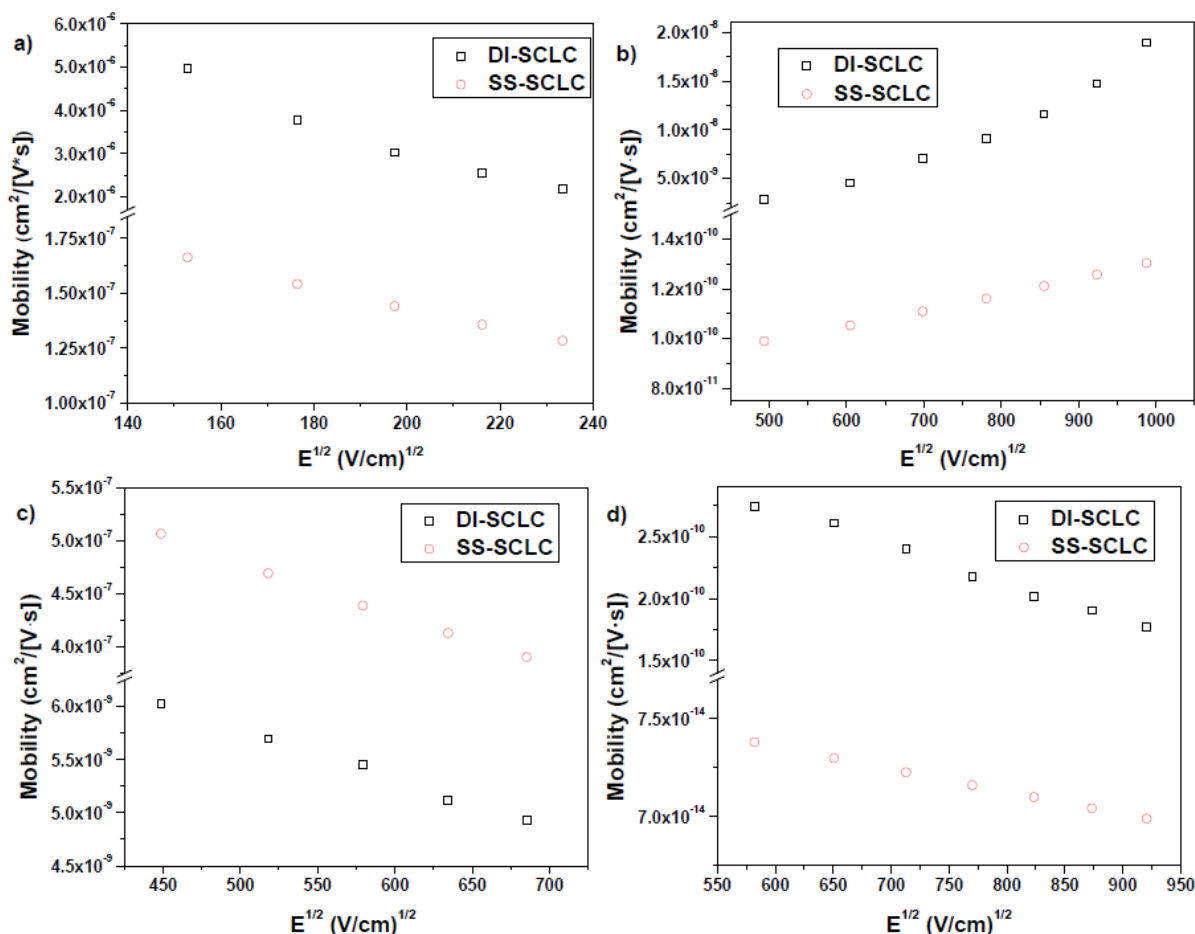 a)
DI-SCLC
SS-SCLC
Mobility (cm²/[V*s])
6.0x10⁻⁶
5.0x10⁻⁶
4.0x10⁻⁶
3.0x10⁻⁶
2.0x10⁻⁶
1.75x10⁻⁷
1.50x10⁻⁷
1.25x10⁻⁷
1.00x10⁻⁷
140 160 180 200 220 240
E¹/² (V/cm)¹/²
b)
DI-SCLC
SS-SCLC
Mobility (cm²/[V·s])
2.0x10⁻⁸
1.5x10⁻⁸
1.0x10⁻⁸
5.0x10⁻⁹
1.4x10⁻¹⁰
1.2x10⁻¹⁰
1.0x10⁻¹⁰
8.0x10⁻¹¹
500 600 700 800 900 1000
E¹/² (V/cm)¹/²
c)
DI-SCLC
SS-SCLC
Mobility (cm²/[V·s])
5.5x10⁻⁷
5.0x10⁻⁷
4.5x10⁻⁷
4.0x10⁻⁷
6.0x10⁻⁹
5.5x10⁻⁹
5.0x10⁻⁹
4.5x10⁻⁹
450 500 550 600 650 700
E¹/² (V/cm)¹/²
d)
DI-SCLC
SS-SCLC
Mobility (cm²/[V·s])
2.5x10⁻¹⁰
2.0x10⁻¹⁰
1.5x10⁻¹⁰
7.5x10⁻¹⁴
7.0x10⁻¹⁴
550 600 650 700 750 800 850 900 950
E¹/² (V/cm)¹/²